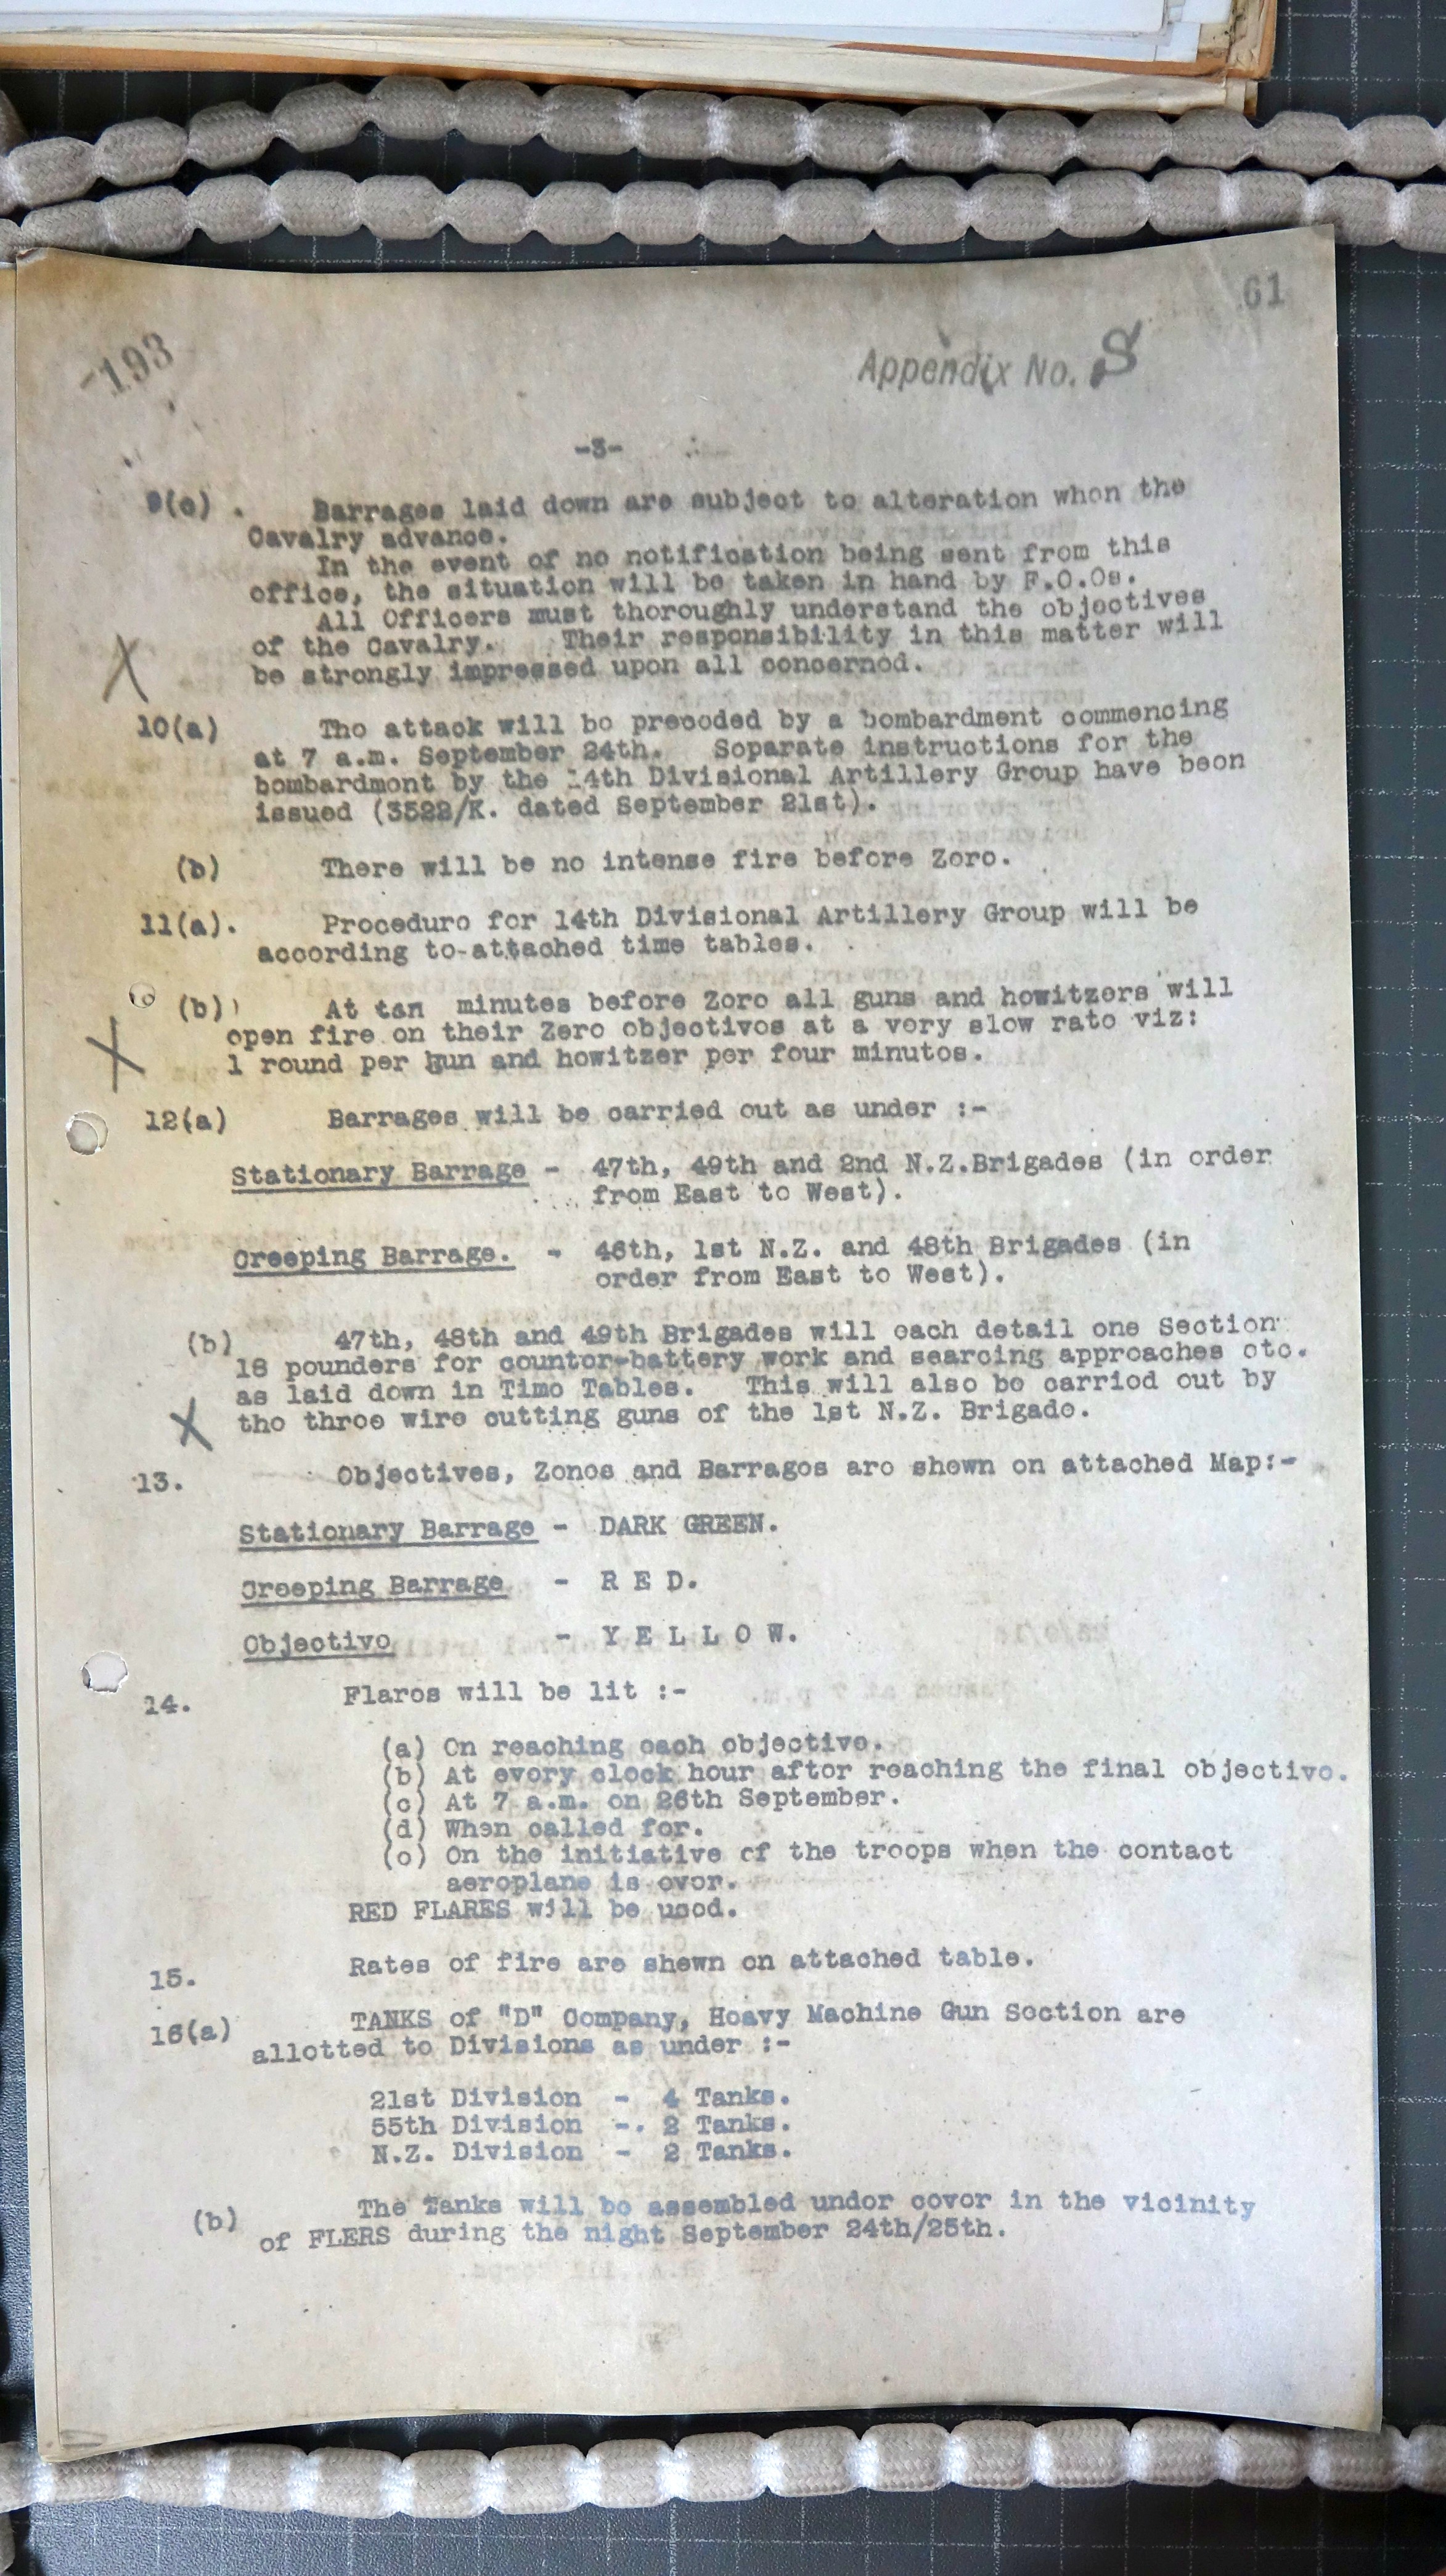 61
-193
Appendix No. S
-3-
9(e) . Barrages laid down are subject to alteration when the
Cavalry advance.
In the event of no notification being sent from this
office, the situation will be taken in hand by F.O.Os.
All Officers must thoroughly understand the objectives
of the Cavalry. Their responsibility in this matter will
be strongly impressed upon all concerned.
X
10(a) The attack will be preceded by a bombardment commencing
at 7 a.m. September 24th. Separate instructions for the
bombardment by the 14th Divisional Artillery Group have been
issued (3522/K. dated September 21st).
(b) There will be no intense fire before Zero.
11(a). Procedure for 14th Divisional Artillery Group will be
according to-attached time tables.
(b) At ten minutes before Zero all guns and howitzers will
open fire on their Zero objectives at a very slow rate viz:
1 round per gun and howitzer per four minutes.
X
12(a) Barrages will be carried out as under :-
Stationary Barrage - 47th, 49th and 2nd N.Z.Brigades (in order
from East to West).
Creeping Barrage. - 46th, 1st N.Z. and 48th Brigades (in
order from East to West).
(b) 47th, 48th and 49th Brigades will each detail one Section
18 pounders for counter-battery work and searcing approaches etc.
as laid down in Time Tables. This will also be carried out by
the three wire cutting guns of the 1st N.Z. Brigade.
X
13. Objectives, Zones and Barrages are shewn on attached Map:-
Stationary Barrage - DARK GREEN.
Creeping Barrage - R E D.
Objective - Y E L L O W.
14. Flares will be lit :-
(a) On reaching each objective.
(b) At every clock hour after reaching the final objective.
(c) At 7 a.m. on 26th September.
(d) When called for.
(e) On the initiative of the troops when the contact
aeroplane is over.
RED FLARES will be used.
15. Rates of fire are shewn on attached table.
16(a) TANKS of "D" Company, Heavy Machine Gun Section are
allotted to Divisions as under :-
21st Division - 4 Tanks.
55th Division -. 2 Tanks.
N.Z. Division - 2 Tanks.
(b) The Tanks will be assembled under cover in the vicinity
of FLERS during the night September 24th/25th.